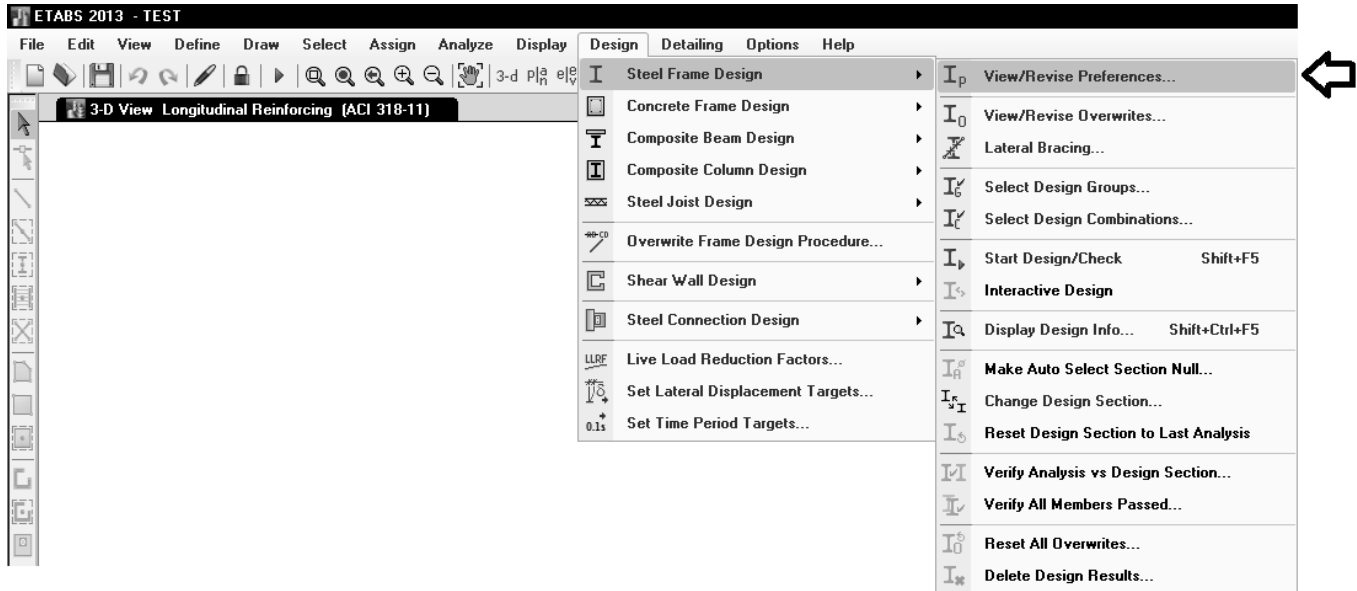 ETABS 2013 - TEST
File Edit View Define Draw Select Assign Analyze Display Design Detailing Options Help
3-d
3-D View Longitudinal Reinforcing (ACI 318-11)
Steel Frame Design
Concrete Frame Design
Composite Beam Design
Composite Column Design
Steel Joist Design
Overwrite Frame Design Procedure...
Shear Wall Design
Steel Connection Design
LLRF Live Load Reduction Factors...
Set Lateral Displacement Targets...
0.1s Set Time Period Targets...
View/Revise Preferences...
View/Revise Overwrites...
Lateral Bracing...
Select Design Groups...
Select Design Combinations...
Start Design/Check Shift+F5
Interactive Design
Display Design Info... Shift+Ctrl+F5
Make Auto Select Section Null...
Change Design Section...
Reset Design Section to Last Analysis
Verify Analysis vs Design Section...
Verify All Members Passed...
Reset All Overwrites...
Delete Design Results...